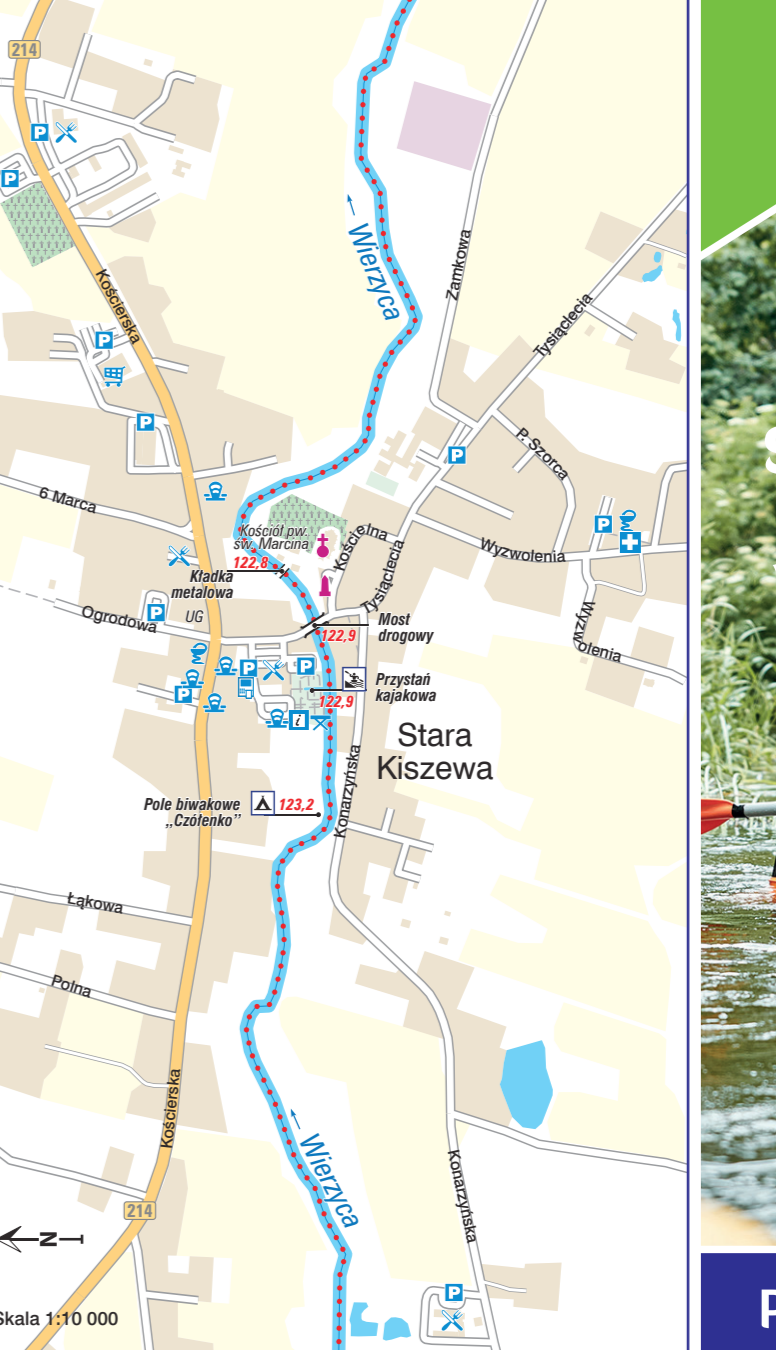 214
P
P
Kościerska
Wierzyca
Zamkowa
Tysiąclecia
P
P
P
P. Szorca
6 Marca
P
Wyzwolenia
Kościół pw.
św. Marcina
Kościelna
122,8
Kładka
metalowa
Tysiąclecia
P
UG
Ogrodowa
Most
drogowy
122,9
Wyzwolenia
P
P
P
Przystań
kajakowa
122,9
i
Stara
Kiszewa
Konarzyńska
Pole biwakowe
„Czółenko”
123,2
Łąkowa
Polna
Kościerska
Wierzyca
Konarzyńska
214
N
P
Skala 1:10 000
P